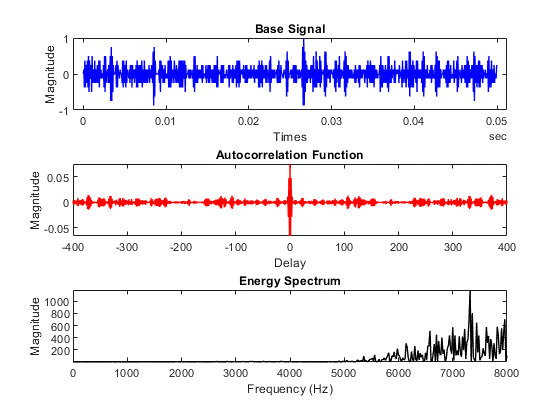 Base Signal
Magnitude
1
0
-1
0 0.01 0.02 0.03 0.04 0.05
Times
sec
Autocorrelation Function
Magnitude
0.05
0
-0.05
-400 -300 -200 -100 0 100 200 300 400
Delay
Energy Spectrum
Magnitude
1000
800
600
400
200
0 1000 2000 3000 4000 5000 6000 7000 8000
Frequency (Hz)